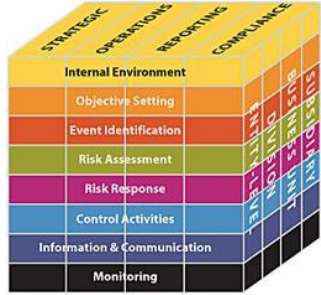 STRATEGIC
OPERATIONS
REPORTING
COMPLIANCE
Internal Environment
Objective Setting
Event Identification
Risk Assessment
Risk Response
Control Activities
Information & Communication
Monitoring
ENTITY-LEVEL
DIVISION
BUSINESS UNIT
SUBSIDIARY